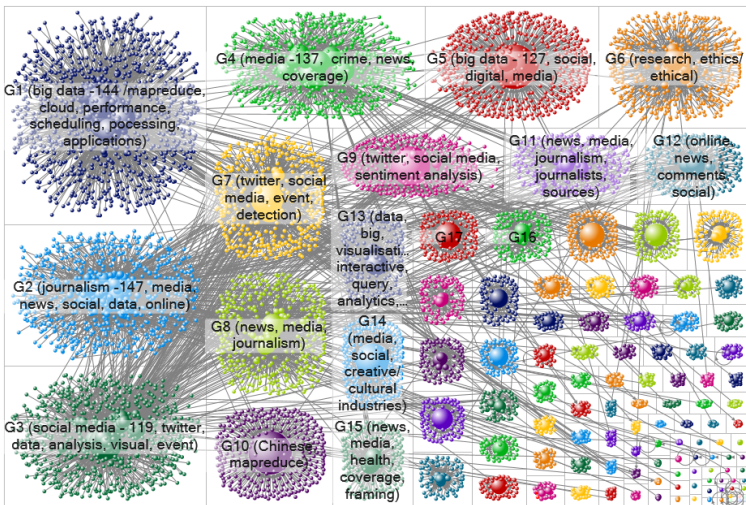 G1 (big data -144 /mapreduce,
cloud, performance,
scheduling, pocessing,
applications)
G4 (media -137, crime, news,
coverage)
G5 (big data - 127, social,
digital, media)
G6 (research, ethics/
ethical)
G7 (twitter, social
media, event,
detection)
G9 (twitter, social media,
sentiment analysis)
G11 (news, media,
journalism,
journalists,
sources)
G12 (online,
news,
comments,
social)
G2 (journalism -147, media,
news, social, data, online)
G13 (data,
big,
visualisati...
interactive,
query,
analytics,...
G17
G16
G8 (news, media,
journalism)
G14
(media,
social,
creative/
cultural
industries)
G3 (social media - 119, twitter,
data, analysis, visual, event)
G10 (Chinese,
mapreduce)
G15 (news,
media,
health,
coverage,
framing)